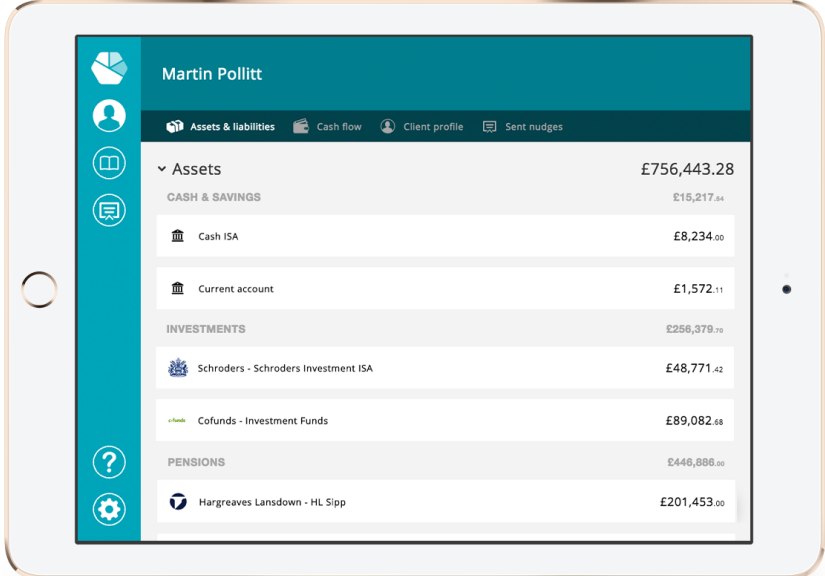 Martin Pollitt
Assets & liabilities Cash flow Client profile Sent nudges
Assets £756,443.28
CASH & SAVINGS £15,217.54
Cash ISA £8,234.00
Current account £1,572.11
INVESTMENTS £256,379.70
Schroders - Schroders Investment ISA £48,771.42
Cofunds - Investment Funds £89,082.68
PENSIONS £446,886.00
Hargreaves Lansdown - HL Sipp £201,453.00
?